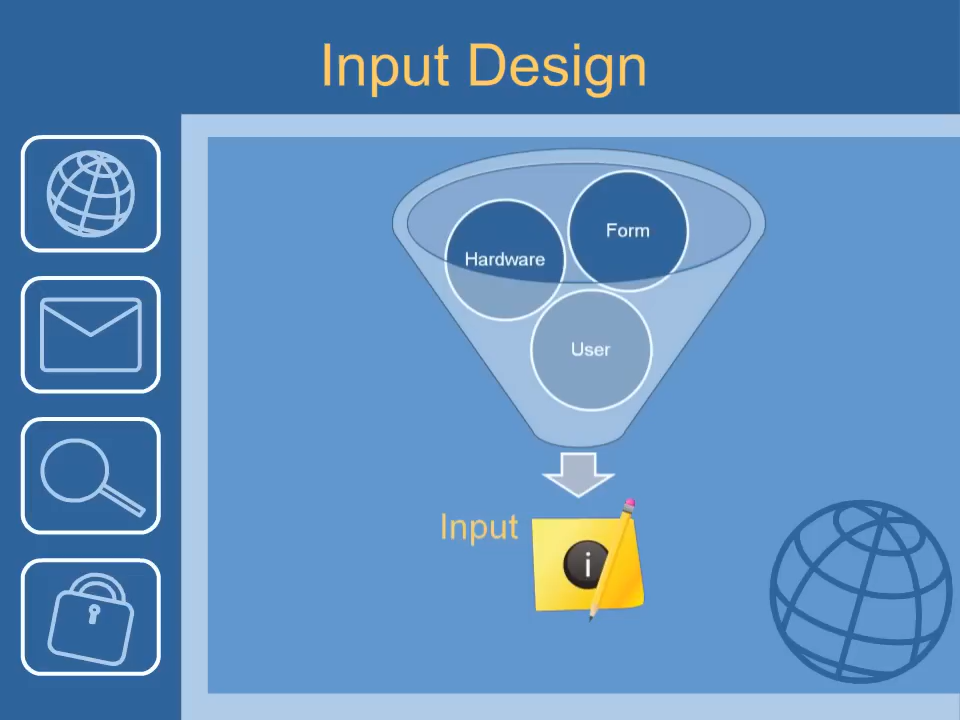 Input Design
Form
Hardware
User
Input
i